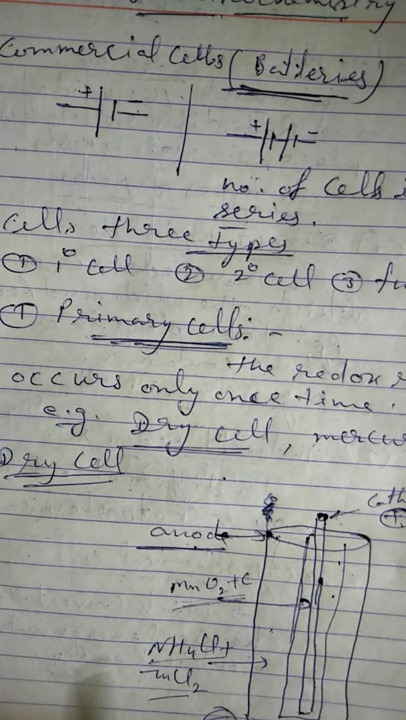 Commercial Cells (Batteries)
+ −
+ −
no. of Cells
series.
Cells three types
① 1° Cell ② 2° Cell ③
① Primary cells: -
the redox
occurs only once time.
e.g. Dry cell,
Dry Cell
anode
MnO2+C
NH4Cl+
ZnCl2